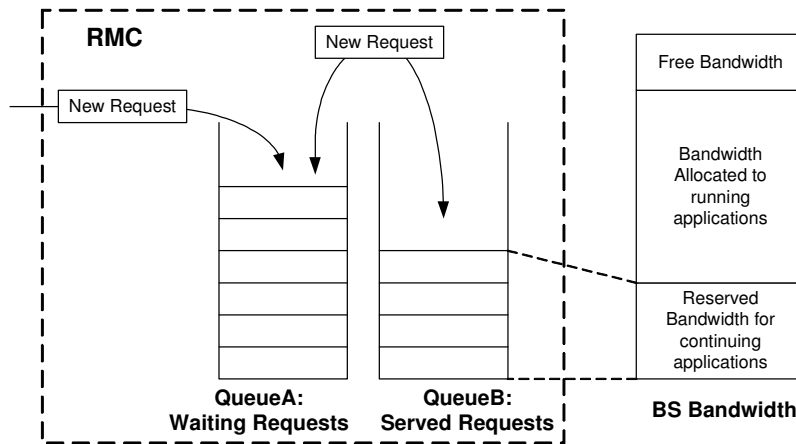 RMC
New Request
New Request
Free Bandwidth
Bandwidth
Allocated to
running
applications
Reserved
Bandwidth for
continuing
applications
QueueA:
Waiting Requests
QueueB:
Served Requests
BS Bandwidth